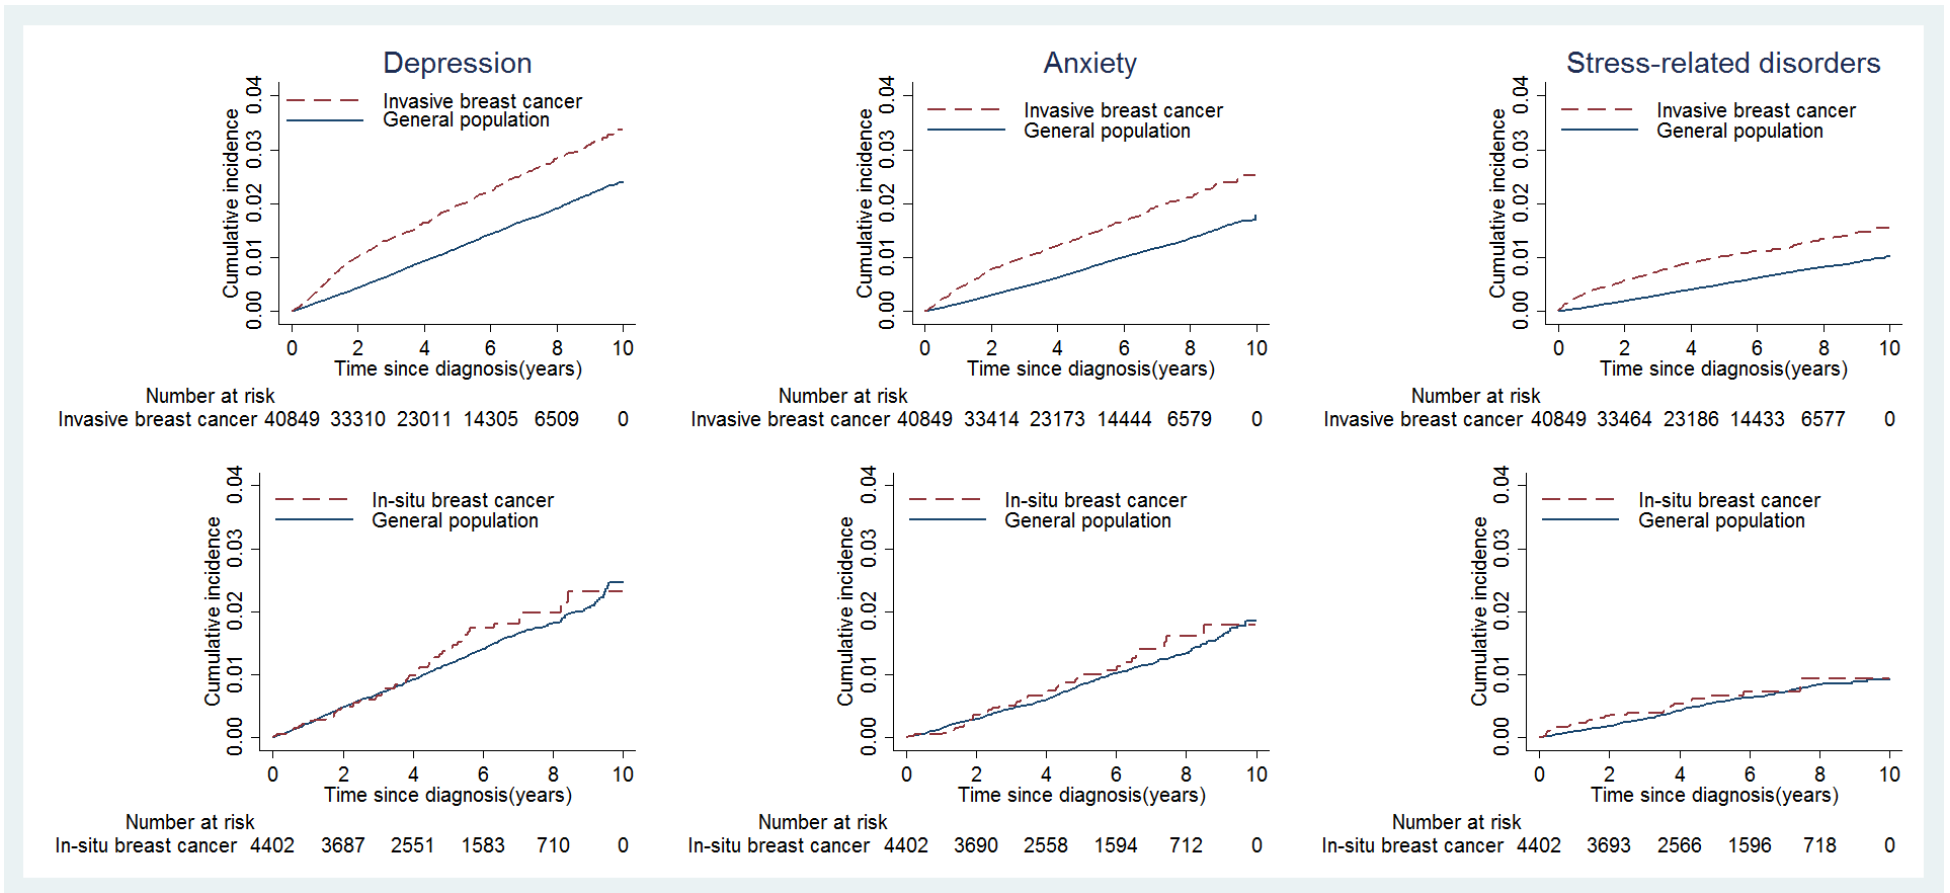 Depression
0.04
0.03
0.02
0.01
0.00
Cumulative incidence
Invasive breast cancer
General population
0 2 4 6 8 10
Time since diagnosis(years)
Number at risk
Invasive breast cancer 40849 33310 23011 14305 6509 0
Anxiety
0.04
0.03
0.02
0.01
0.00
Cumulative incidence
Invasive breast cancer
General population
0 2 4 6 8 10
Time since diagnosis(years)
Number at risk
Invasive breast cancer 40849 33414 23173 14444 6579 0
Stress-related disorders
0.04
0.03
0.02
0.01
0.00
Cumulative incidence
Invasive breast cancer
General population
0 2 4 6 8 10
Time since diagnosis(years)
Number at risk
Invasive breast cancer 40849 33464 23186 14433 6577 0
0.04
0.03
0.02
0.01
0.00
Cumulative incidence
In-situ breast cancer
General population
0 2 4 6 8 10
Time since diagnosis(years)
Number at risk
In-situ breast cancer 4402 3687 2551 1583 710 0
0.04
0.03
0.02
0.01
0.00
Cumulative incidence
In-situ breast cancer
General population
0 2 4 6 8 10
Time since diagnosis(years)
Number at risk
In-situ breast cancer 4402 3690 2558 1594 712 0
0.04
0.03
0.02
0.01
0.00
Cumulative incidence
In-situ breast cancer
General population
0 2 4 6 8 10
Time since diagnosis(years)
Number at risk
In-situ breast cancer 4402 3693 2566 1596 718 0